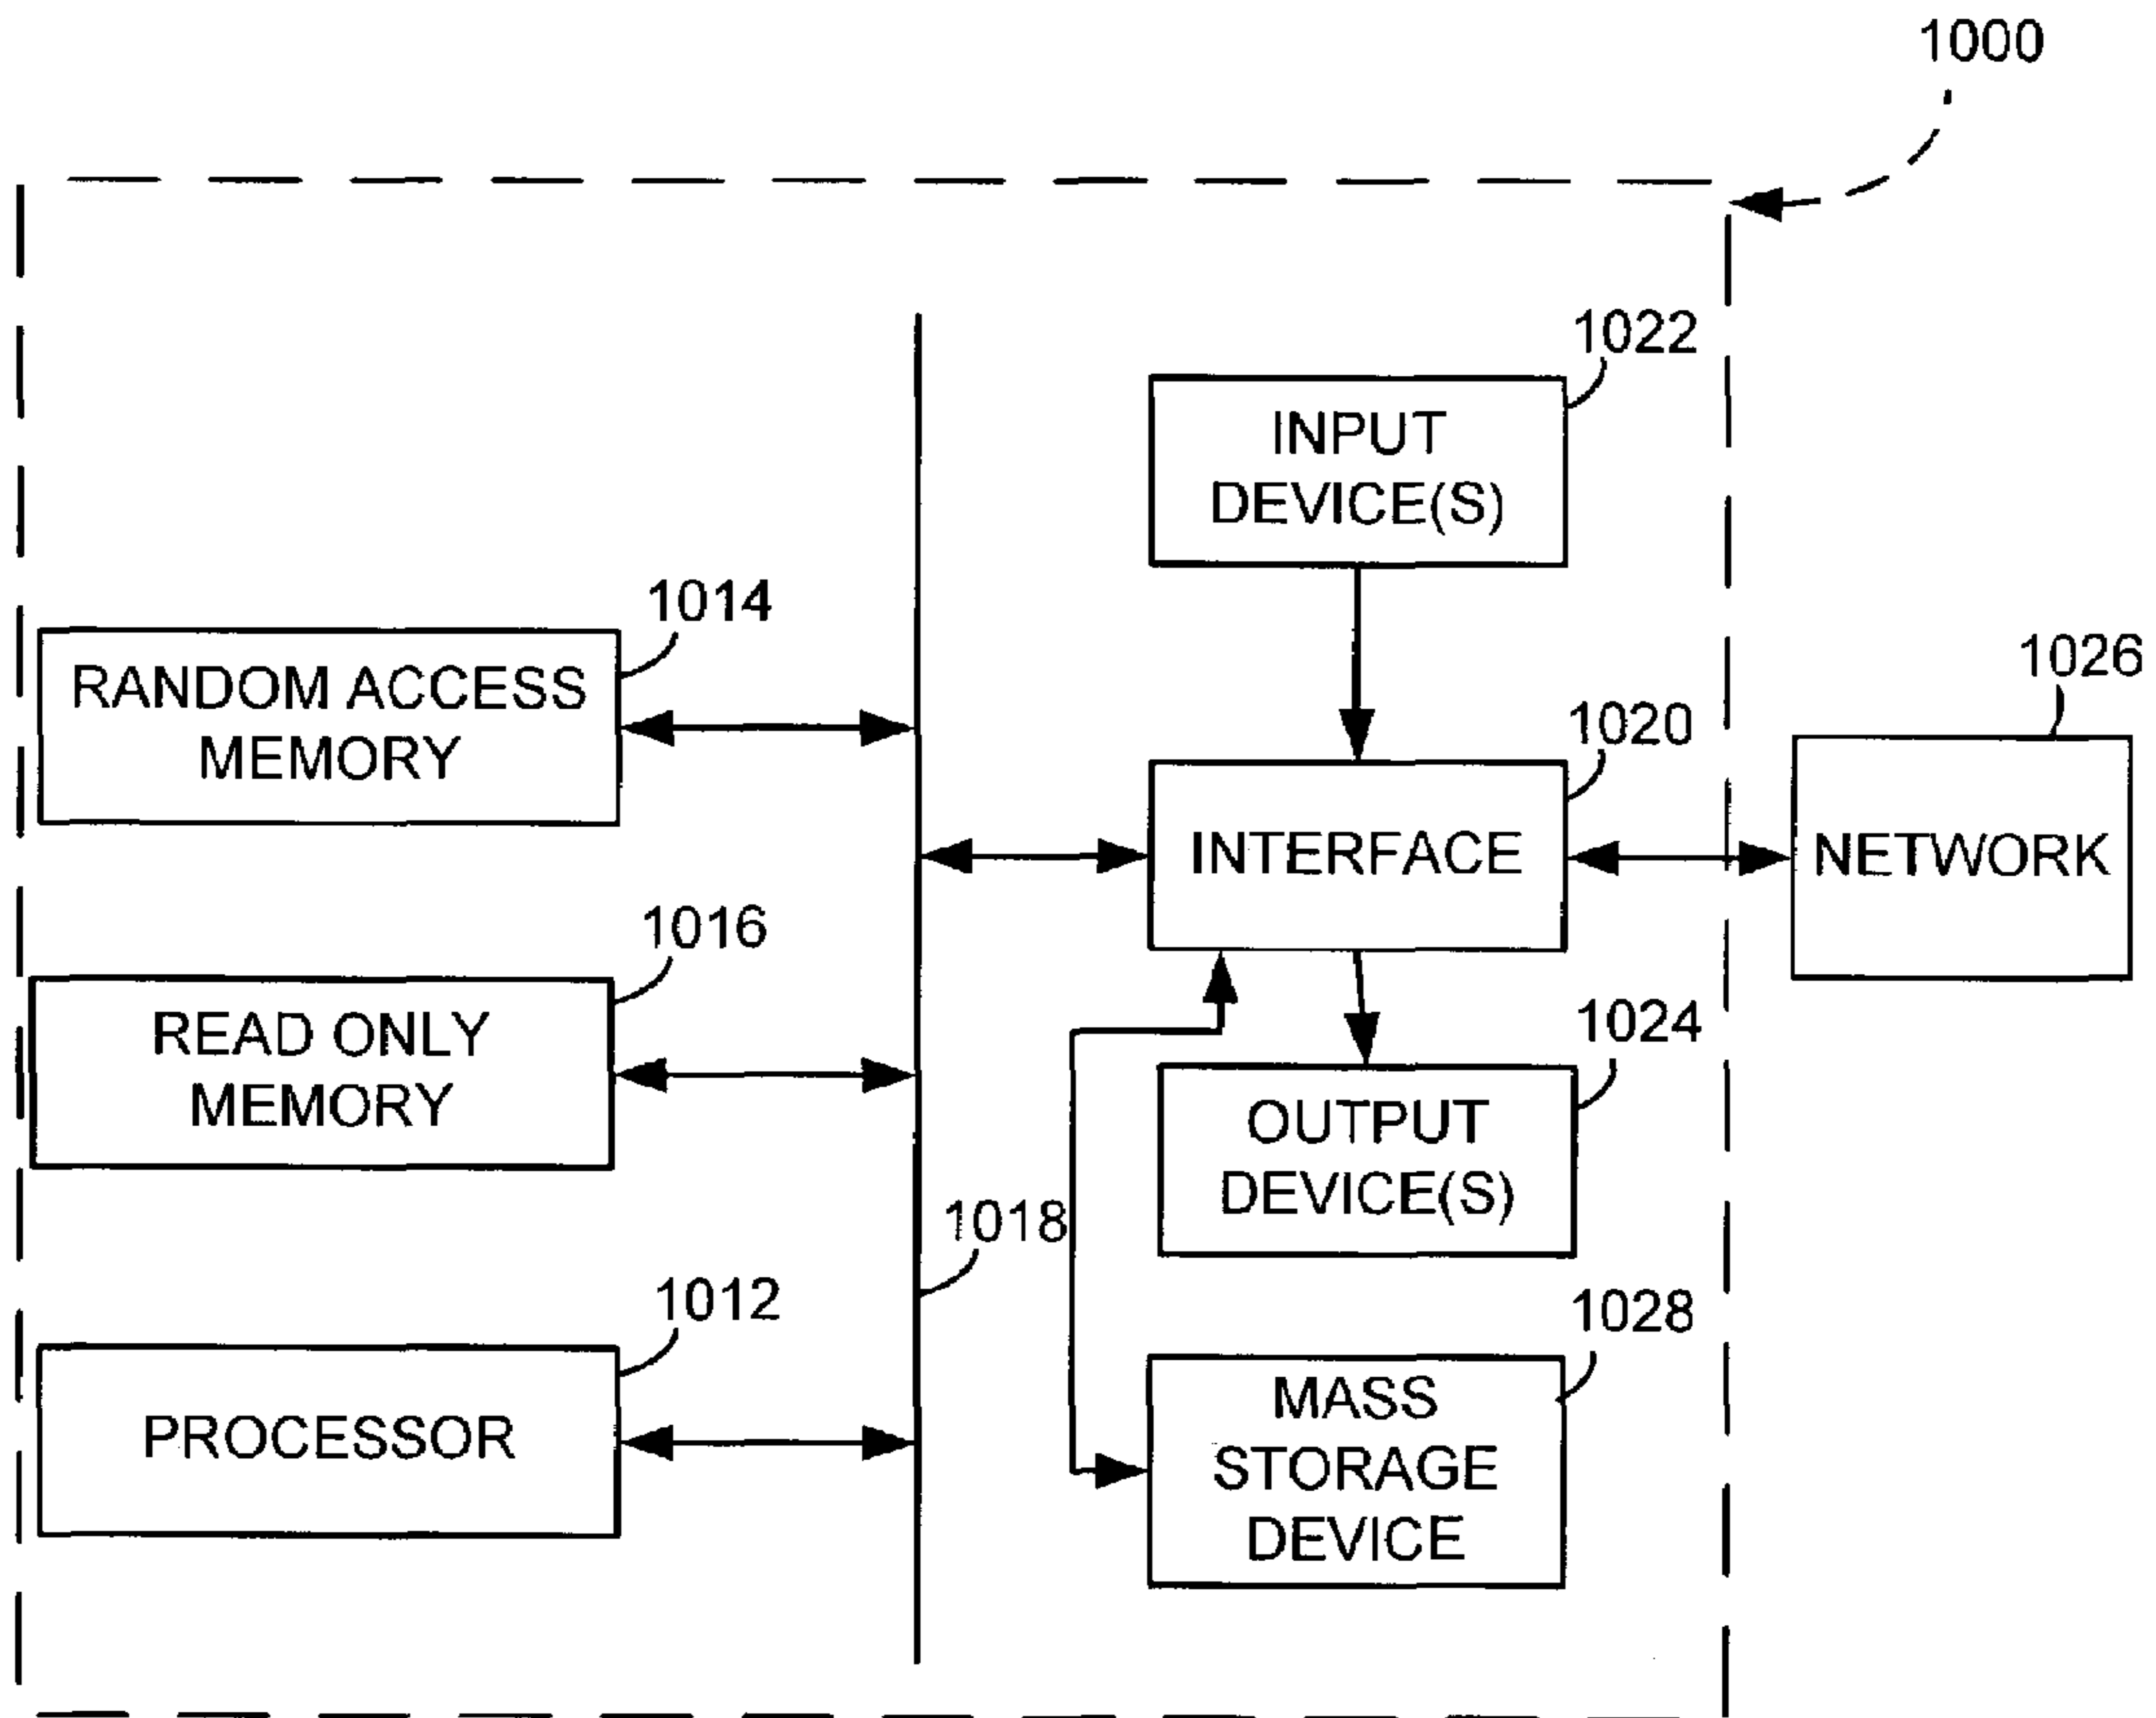 1000
1022
INPUT
DEVICE(S)
1014
RANDOM ACCESS
MEMORY
1026
1020
INTERFACE
NETWORK
1016
READ ONLY
MEMORY
1024
OUTPUT
DEVICE(S)
1018
1012
PROCESSOR
1028
MASS
STORAGE
DEVICE